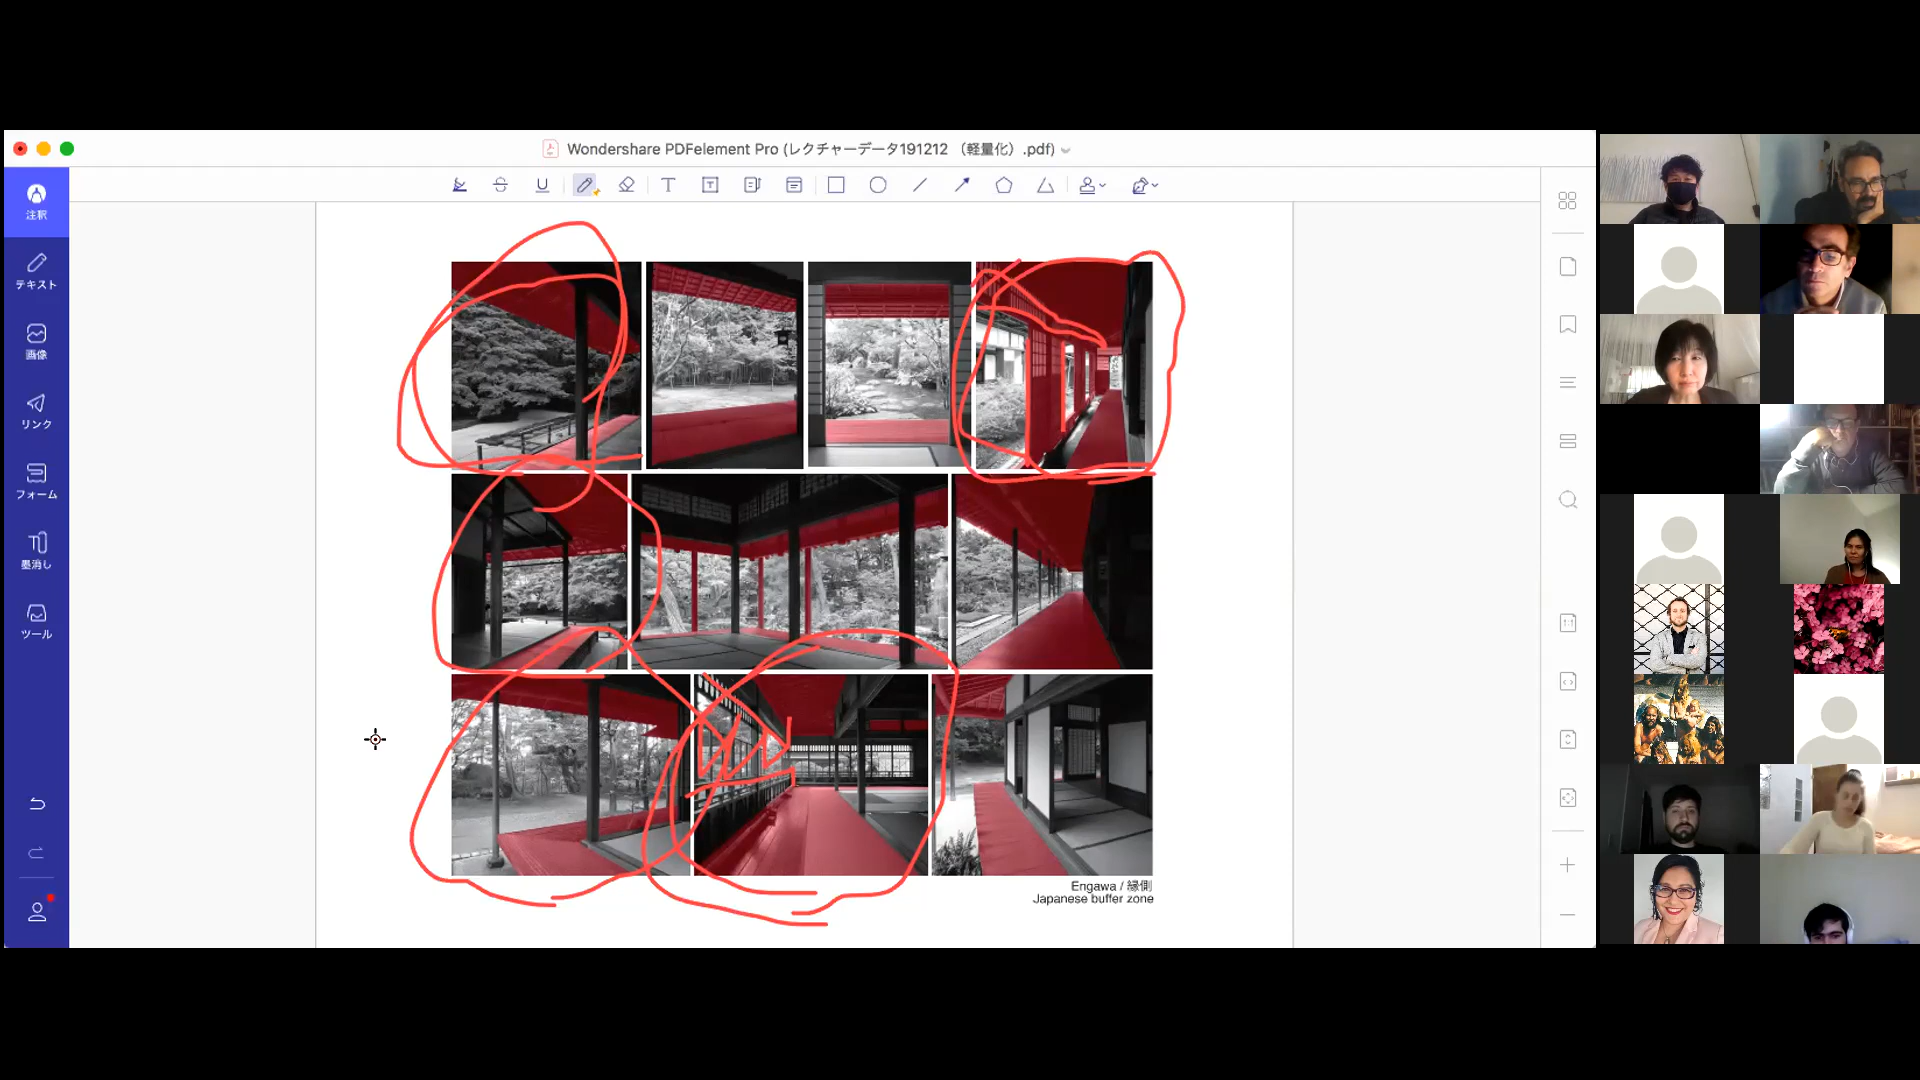 Wondershare PDFelement Pro (レクチャーデータ191212 （軽量化）.pdf)
注釈
テキスト
画像
リンク
フォーム
墨消し
ツール
Engawa / 縁側
Japanese buffer zone